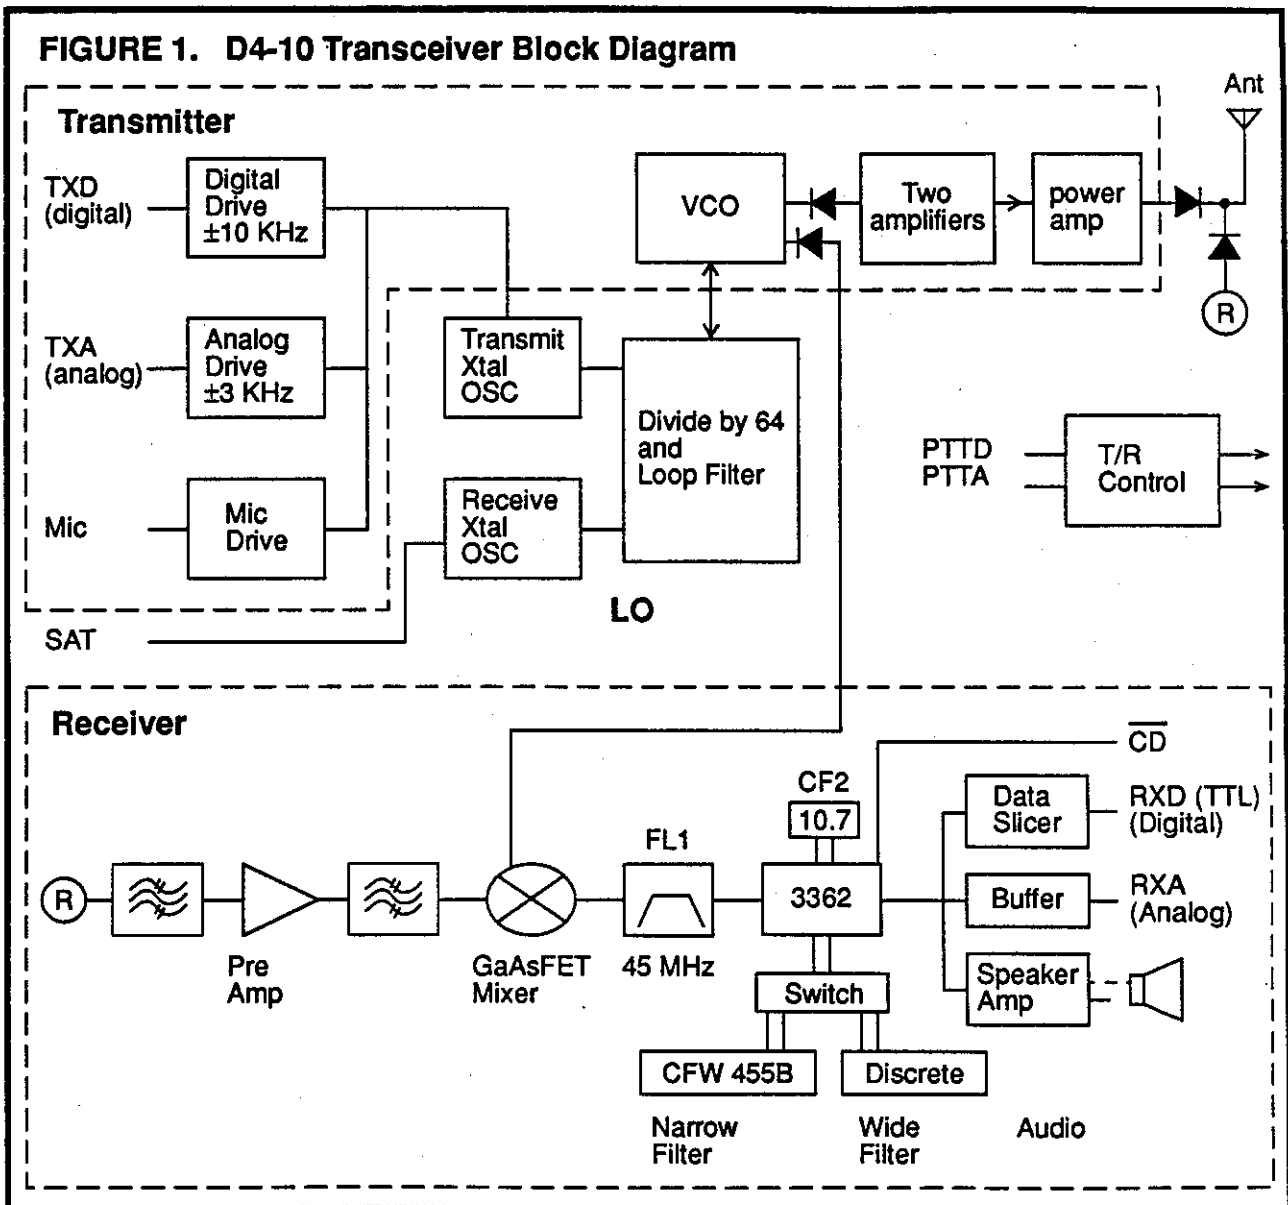 FIGURE 1. D4-10 Transceiver Block Diagram
Ant
Transmitter
TXD
(digital)
Digital
Drive
±10 KHz
VCO
Two
amplifiers
power
amp
R
TXA
(analog)
Analog
Drive
±3 KHz
Transmit
Xtal
OSC
Divide by 64
and
Loop Filter
PTTD
PTTA
T/R
Control
Mic
Mic
Drive
Receive
Xtal
OSC
LO
SAT
Receiver
CD
CF2
10.7
Data
Slicer
RXD (TTL)
(Digital)
FL1
R
3362
Buffer
RXA
(Analog)
Pre
Amp
GaAsFET
Mixer
45 MHz
Switch
Speaker
Amp
CFW 455B
Discrete
Narrow
Filter
Wide
Filter
Audio